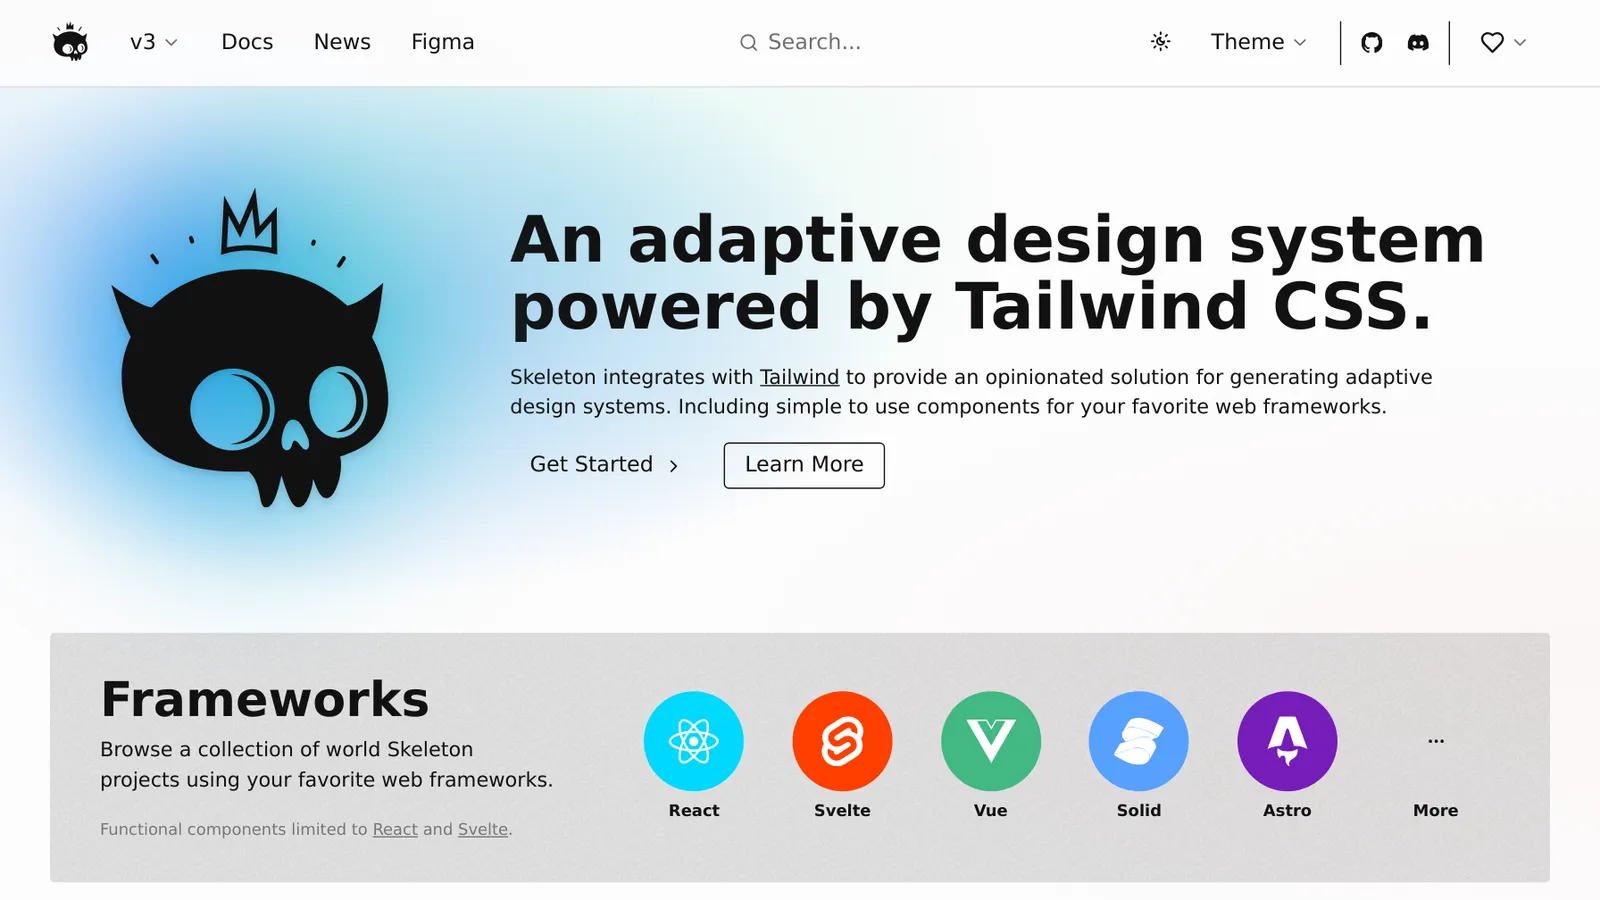 v3
Docs
News
Figma
Search...
Theme
An adaptive design system
powered by Tailwind CSS.
Skeleton integrates with Tailwind to provide an opinionated solution for generating adaptive
design systems. Including simple to use components for your favorite web frameworks.
Get Started
Learn More
Frameworks
Browse a collection of world Skeleton
projects using your favorite web frameworks.
Functional components limited to React and Svelte.
React
Svelte
Vue
Solid
Astro
...
More